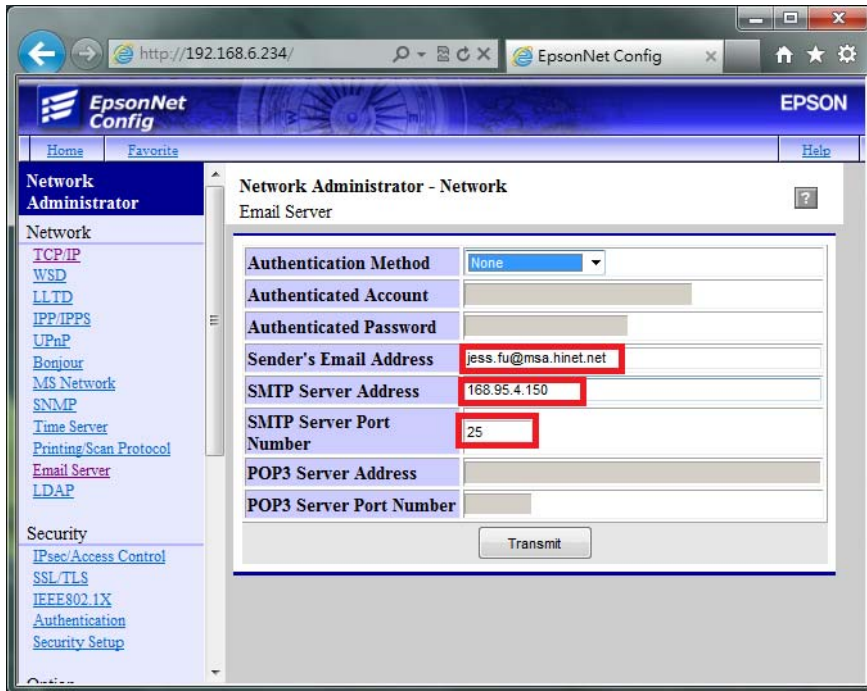 http://192.168.6.234/
EpsonNet Config
EpsonNet
Config
EPSON
Home
Favorite
Help
Network
Administrator
Network
TCP/IP
WSD
LLTD
IPP/IPPS
UPnP
Bonjour
MS Network
SNMP
Time Server
Printing/Scan Protocol
Email Server
LDAP
Security
IPsec/Access Control
SSL/TLS
IEEE802.1X
Authentication
Security Setup
Option
Network Administrator - Network
?
Email Server
Authentication Method
None
Authenticated Account
Authenticated Password
Sender's Email Address
jess.fu@msa.hinet.net
SMTP Server Address
168.95.4.150
SMTP Server Port
Number
25
POP3 Server Address
POP3 Server Port Number
Transmit